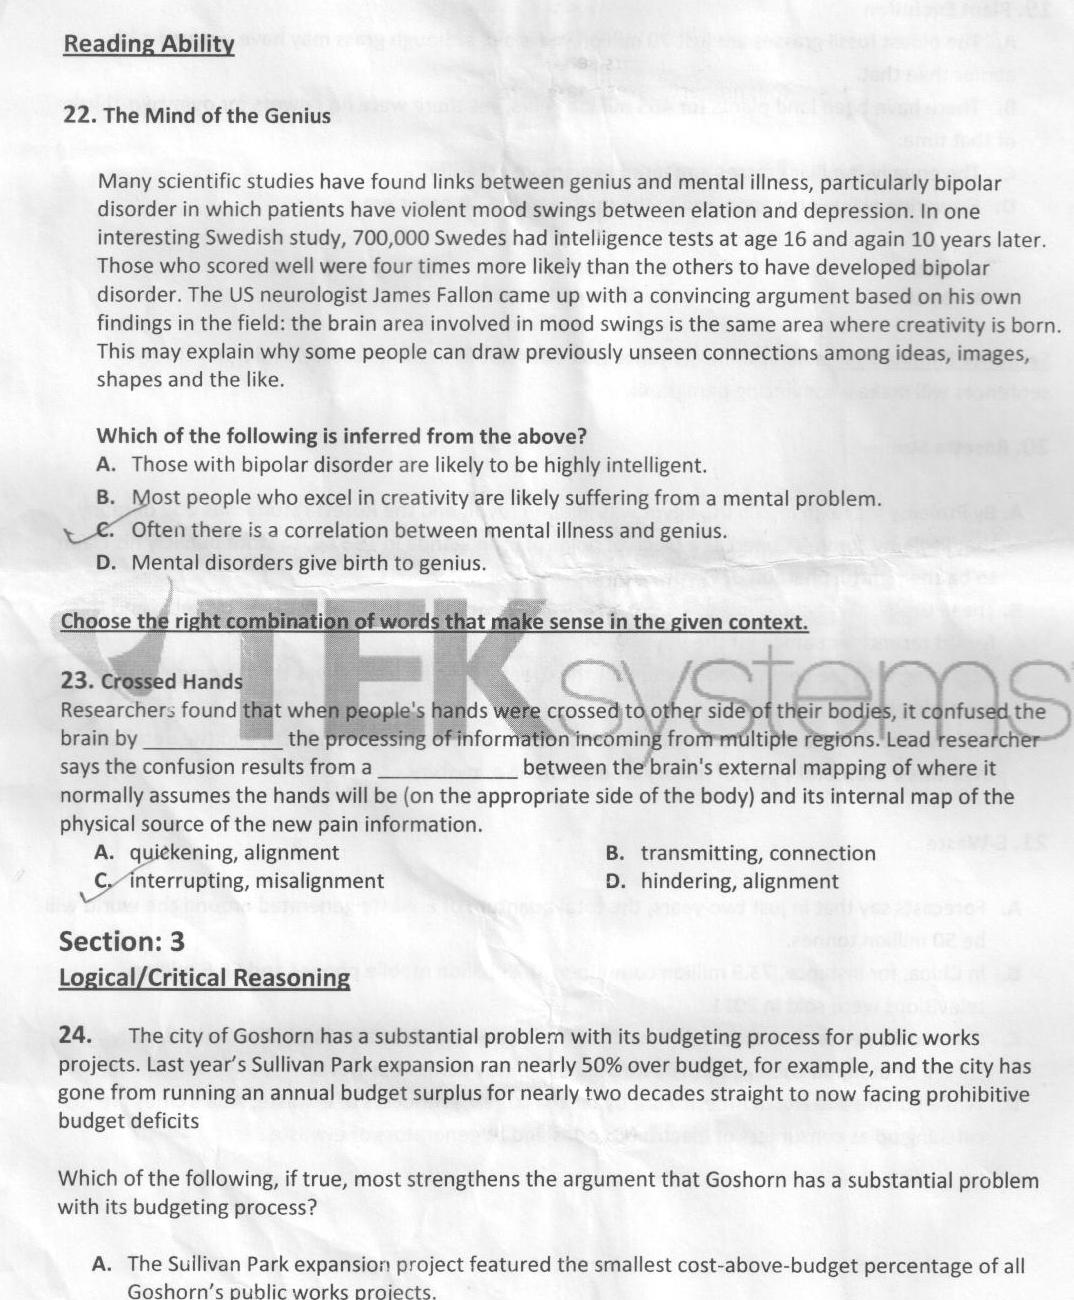 Reading Ability
22. The Mind of the Genius
Many scientific studies have found links between genius and mental illness, particularly bipolar
disorder in which patients have violent mood swings between elation and depression. In one
interesting Swedish study, 700,000 Swedes had intelligence tests at age 16 and again 10 years later.
Those who scored well were four times more likely than the others to have developed bipolar
disorder. The US neurologist James Fallon came up with a convincing argument based on his own
findings in the field: the brain area involved in mood swings is the same area where creativity is born.
This may explain why some people can draw previously unseen connections among ideas, images,
shapes and the like.
Which of the following is inferred from the above?
A. Those with bipolar disorder are likely to be highly intelligent.
B. Most people who excel in creativity are likely suffering from a mental problem.
C. Often there is a correlation between mental illness and genius.
D. Mental disorders give birth to genius.
TEKsystems
Choose the right combination of words that make sense in the given context.
23. Crossed Hands
Researchers found that when people's hands were crossed to other side of their bodies, it confused the
brain by _____________ the processing of information incoming from multiple regions. Lead researcher
says the confusion results from a _____________ between the brain's external mapping of where it
normally assumes the hands will be (on the appropriate side of the body) and its internal map of the
physical source of the new pain information.
A. quickening, alignment B. transmitting, connection
C. interrupting, misalignment D. hindering, alignment
Section: 3
Logical/Critical Reasoning
24. The city of Goshorn has a substantial problem with its budgeting process for public works
projects. Last year's Sullivan Park expansion ran nearly 50% over budget, for example, and the city has
gone from running an annual budget surplus for nearly two decades straight to now facing prohibitive
budget deficits
Which of the following, if true, most strengthens the argument that Goshorn has a substantial problem
with its budgeting process?
A. The Sullivan Park expansion project featured the smallest cost-above-budget percentage of all
Goshorn's public works projects.